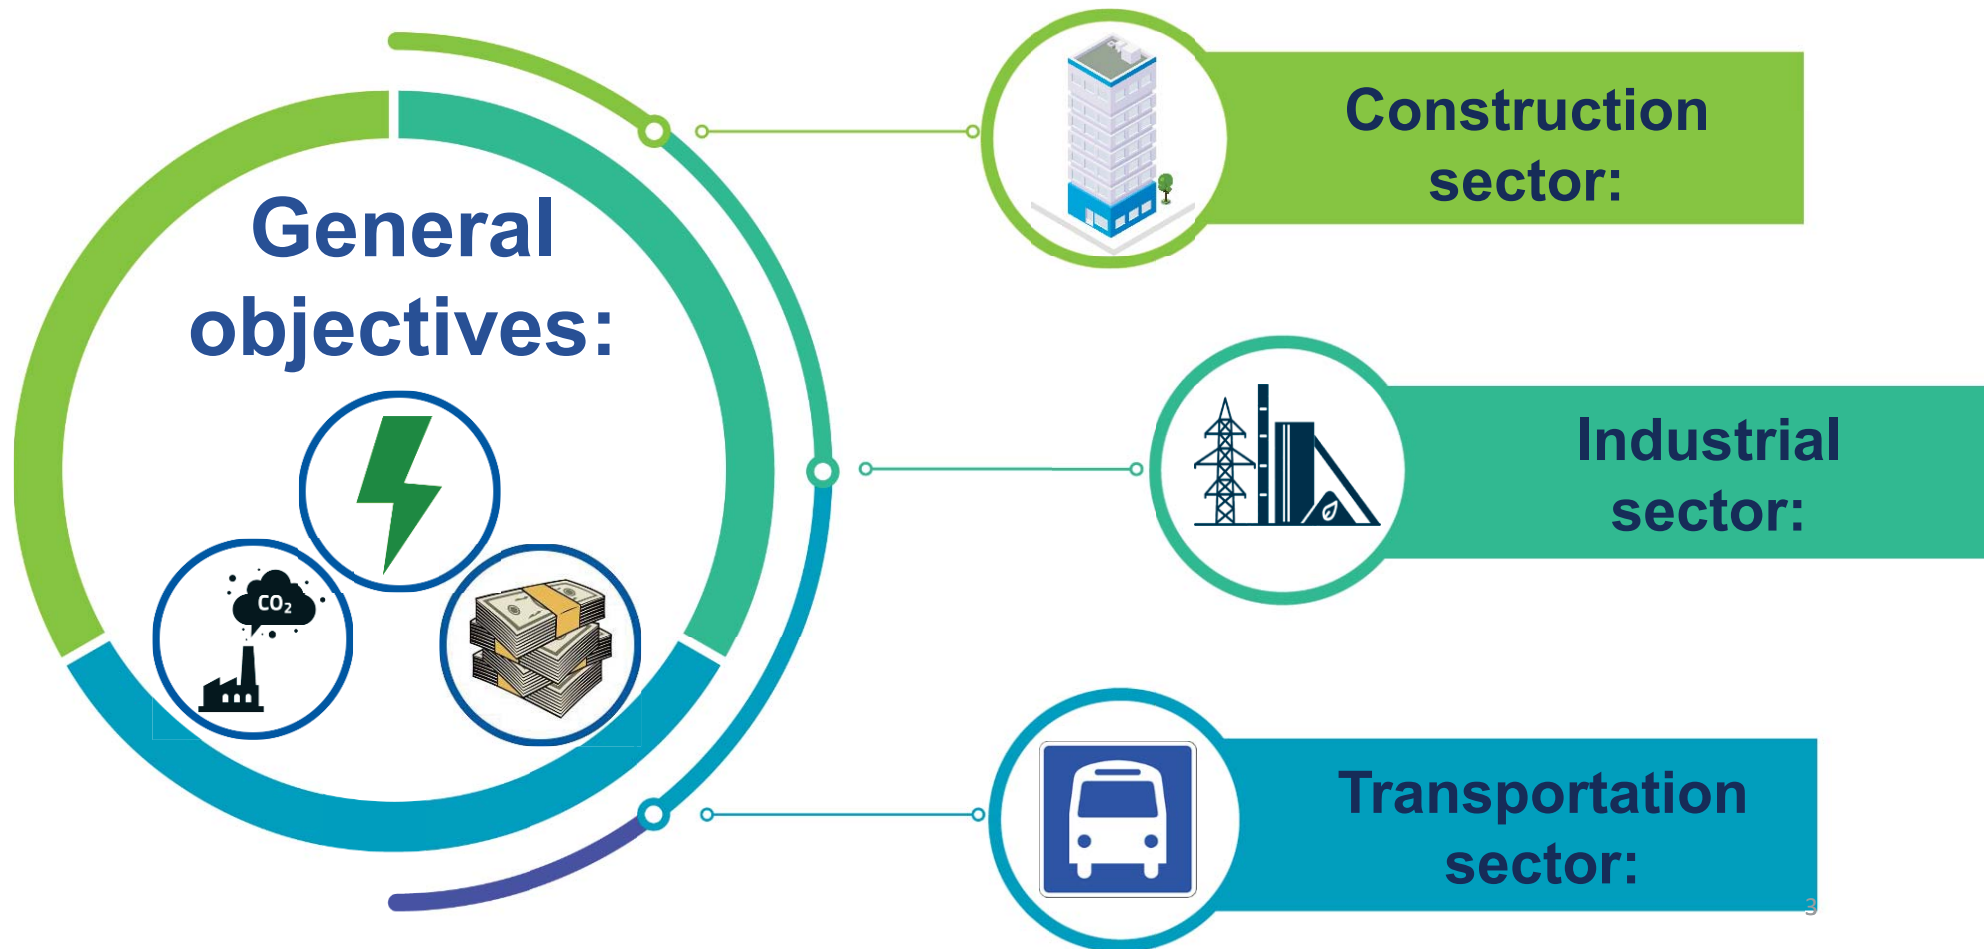 General
objectives:
CO₂
Construction
sector:
Industrial
sector:
Transportation
sector:
3